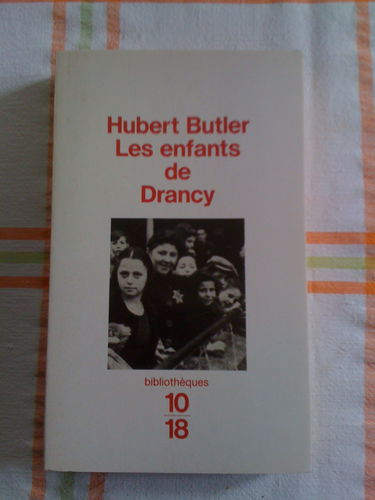 Hubert Butler
Les enfants
de
Drancy
bibliothèques
10
18